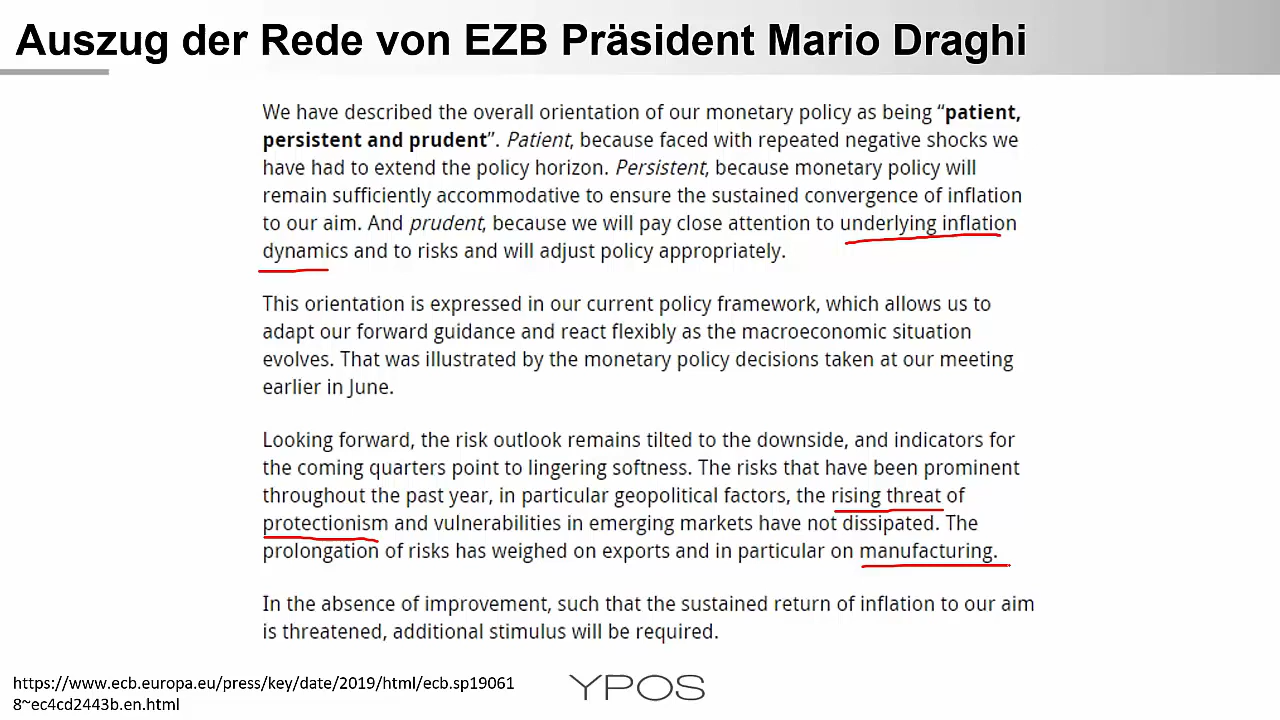 Auszug der Rede von EZB Präsident Mario Draghi
We have described the overall orientation of our monetary policy as being “patient,
persistent and prudent”. Patient, because faced with repeated negative shocks we
have had to extend the policy horizon. Persistent, because monetary policy will
remain sufficiently accommodative to ensure the sustained convergence of inflation
to our aim. And prudent, because we will pay close attention to underlying inflation
dynamics and to risks and will adjust policy appropriately.
This orientation is expressed in our current policy framework, which allows us to
adapt our forward guidance and react flexibly as the macroeconomic situation
evolves. That was illustrated by the monetary policy decisions taken at our meeting
earlier in June.
Looking forward, the risk outlook remains tilted to the downside, and indicators for
the coming quarters point to lingering softness. The risks that have been prominent
throughout the past year, in particular geopolitical factors, the rising threat of
protectionism and vulnerabilities in emerging markets have not dissipated. The
prolongation of risks has weighed on exports and in particular on manufacturing.
In the absence of improvement, such that the sustained return of inflation to our aim
is threatened, additional stimulus will be required.
https://www.ecb.europa.eu/press/key/date/2019/html/ecb.sp19061
8~ec4cd2443b.en.html
YPOS